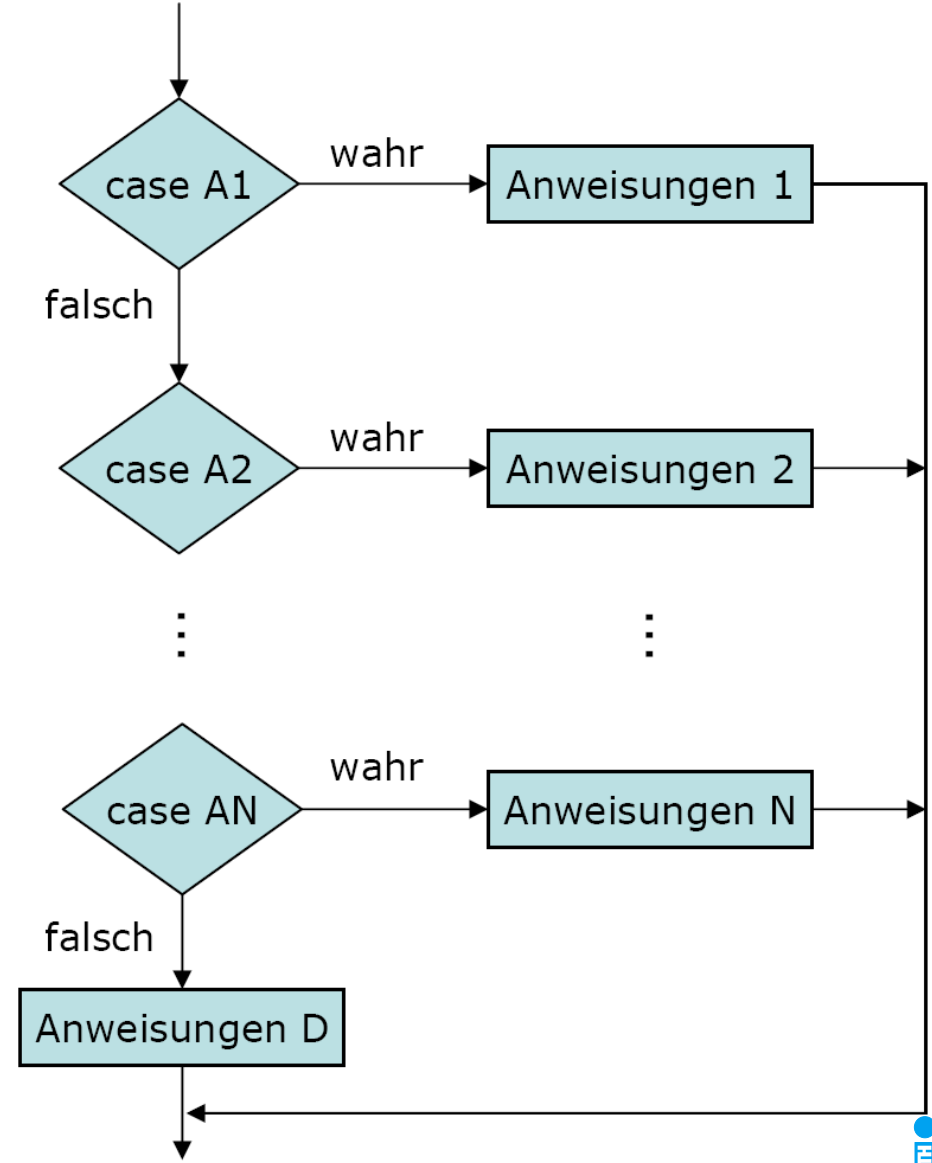 wahr
case A1
Anweisungen 1
falsch
wahr
case A2
Anweisungen 2
wahr
case AN
Anweisungen N
falsch
Anweisungen D